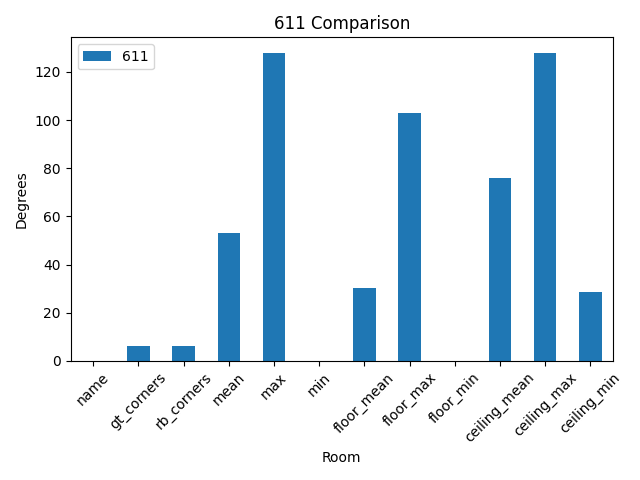 611 Comparison
611
Degrees
120
100
80
60
40
20
0
name
gt_corners
rb_corners
mean
max
min
floor_mean
floor_max
floor_min
ceiling_mean
ceiling_max
ceiling_min
Room